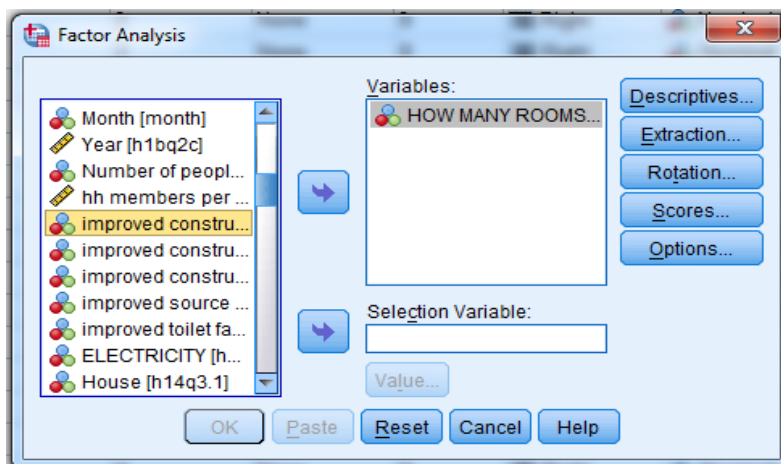 Factor Analysis
Month [month]
Year [h1bq2c]
Number of peopl...
hh members per ...
improved constru...
improved constru...
improved constru...
improved source ...
improved toilet fa...
ELECTRICITY [h...
House [h14q3.1]
Variables:
HOW MANY ROOMS...
Selection Variable:
Value...
Descriptives...
Extraction...
Rotation...
Scores...
Options...
OK Paste Reset Cancel Help